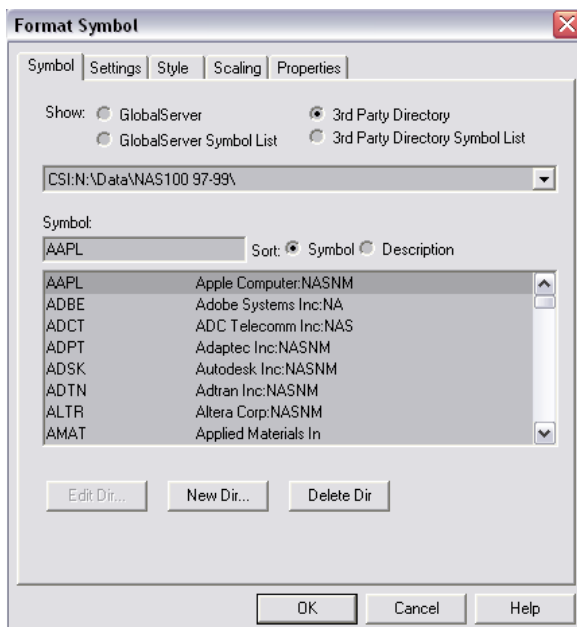 Format Symbol
Symbol Settings Style Scaling Properties
Show: GlobalServer 3rd Party Directory
GlobalServer Symbol List 3rd Party Directory Symbol List
CSI:N:\Data\NAS100 97-99\
Symbol:
AAPL Sort: Symbol Description
AAPL Apple Computer:NASNM
ADBE Adobe Systems Inc:NA
ADCT ADC Telecomm Inc:NAS
ADPT Adaptec Inc:NASNM
ADSK Autodesk Inc:NASNM
ADTN Adtran Inc:NASNM
ALTR Altera Corp:NASNM
AMAT Applied Materials In
Edit Dir... New Dir... Delete Dir
OK Cancel Help